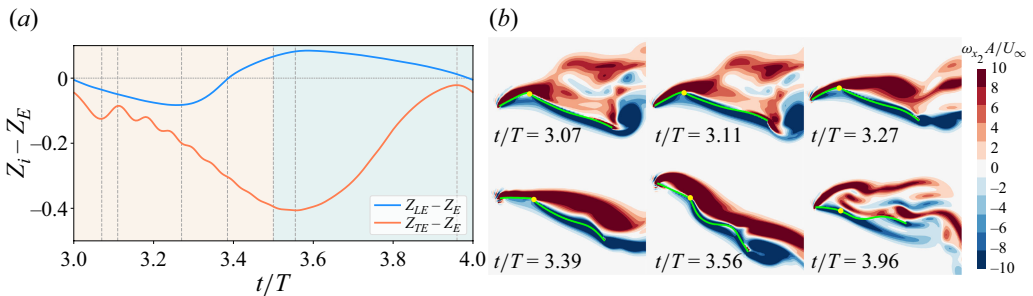 (a)
0
−0.2
−0.4
Z_i − Z_E
3.0 3.2 3.4 3.6 3.8 4.0
t/T
Z_LE − Z_E
Z_TE − Z_E
(b)
t/T = 3.07
t/T = 3.11
t/T = 3.27
t/T = 3.39
t/T = 3.56
t/T = 3.96
ω_x₂ A/U_∞
10
8
6
4
2
0
−2
−4
−6
−8
−10